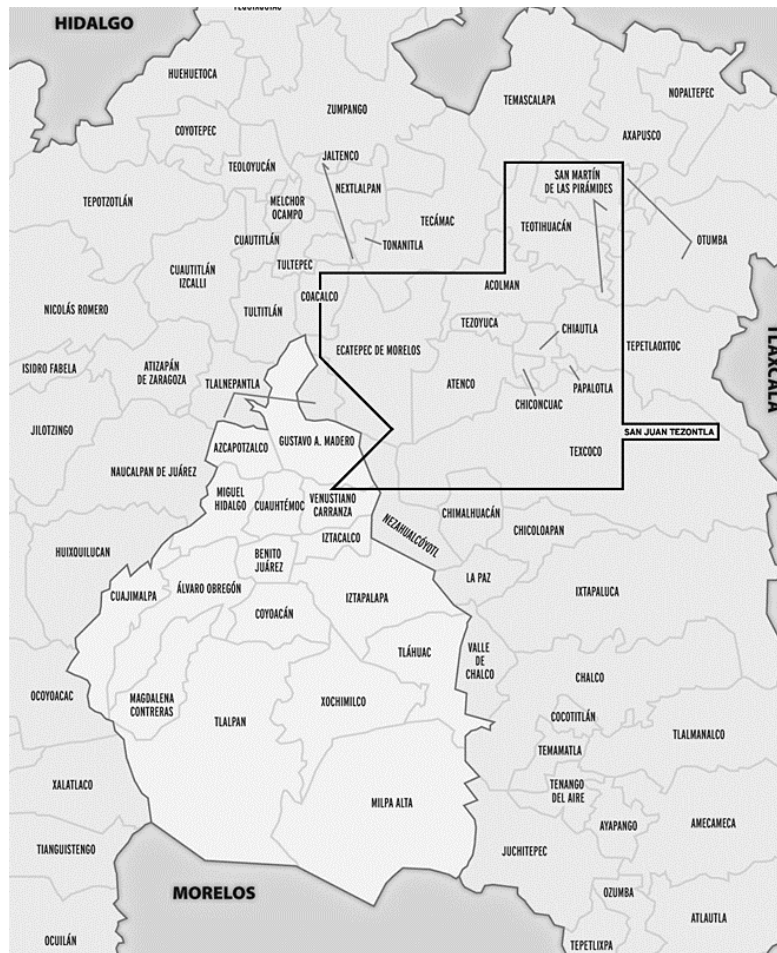 HIDALGO
HUEHUETOCA
TEMASCALAPA
NOPALTEPEC
ZUMPANGO
COYOTEPEC
AXAPUSCO
JALTENCO
TEOLOYUCÁN
SAN MARTÍN
DE LAS PIRÁMIDES
NEXTLALPAN
TEPOTZOTLÁN
MELCHOR
OCAMPO
TECÁMAC
TEOTIHUACÁN
CUAUTITLÁN
TONANITLA
OTUMBA
TULTEPEC
CUAUTITLÁN
IZCALLI
ACOLMAN
COACALCO
NICOLÁS ROMERO
TULTITLÁN
TEZOYUCA
CHIAUTLA
TLAXCALA
ECATEPEC DE MORELOS
TEPETLAOXTOC
ISIDRO FABELA
ATIZAPÁN
DE ZARAGOZA
TLALNEPANTLA
ATENCO
PAPALOTLA
CHICONCUAC
JILOTZINGO
SAN JUAN TEZONTLA
GUSTAVO A. MADERO
AZCAPOTZALCO
TEXCOCO
NAUCALPAN DE JUÁREZ
MIGUEL
HIDALGO
CUAUHTÉMOC
VENUSTIANO
CARRANZA
CHIMALHUACÁN
NEZAHUALCÓYOTL
CHICOLOAPAN
IZTACALCO
HUIXQUILUCAN
BENITO
JUÁREZ
LA PAZ
ÁLVARO OBREGÓN
IXTAPALUCA
CUAJIMALPA
IZTAPALAPA
COYOACÁN
TLÁHUAC
VALLE
DE
CHALCO
CHALCO
OCOYOACAC
MAGDALENA
CONTRERAS
XOCHIMILCO
COCOTITLÁN
TLALPAN
TLALMANALCO
TEMAMATLA
XALATLACO
TENANGO
DEL AIRE
MILPA ALTA
AYAPANGO
AMECAMECA
TIANGUISTENGO
JUCHITEPEC
MORELOS
OZUMBA
ATLAUTLA
OCUILÁN
TEPETLIXPA